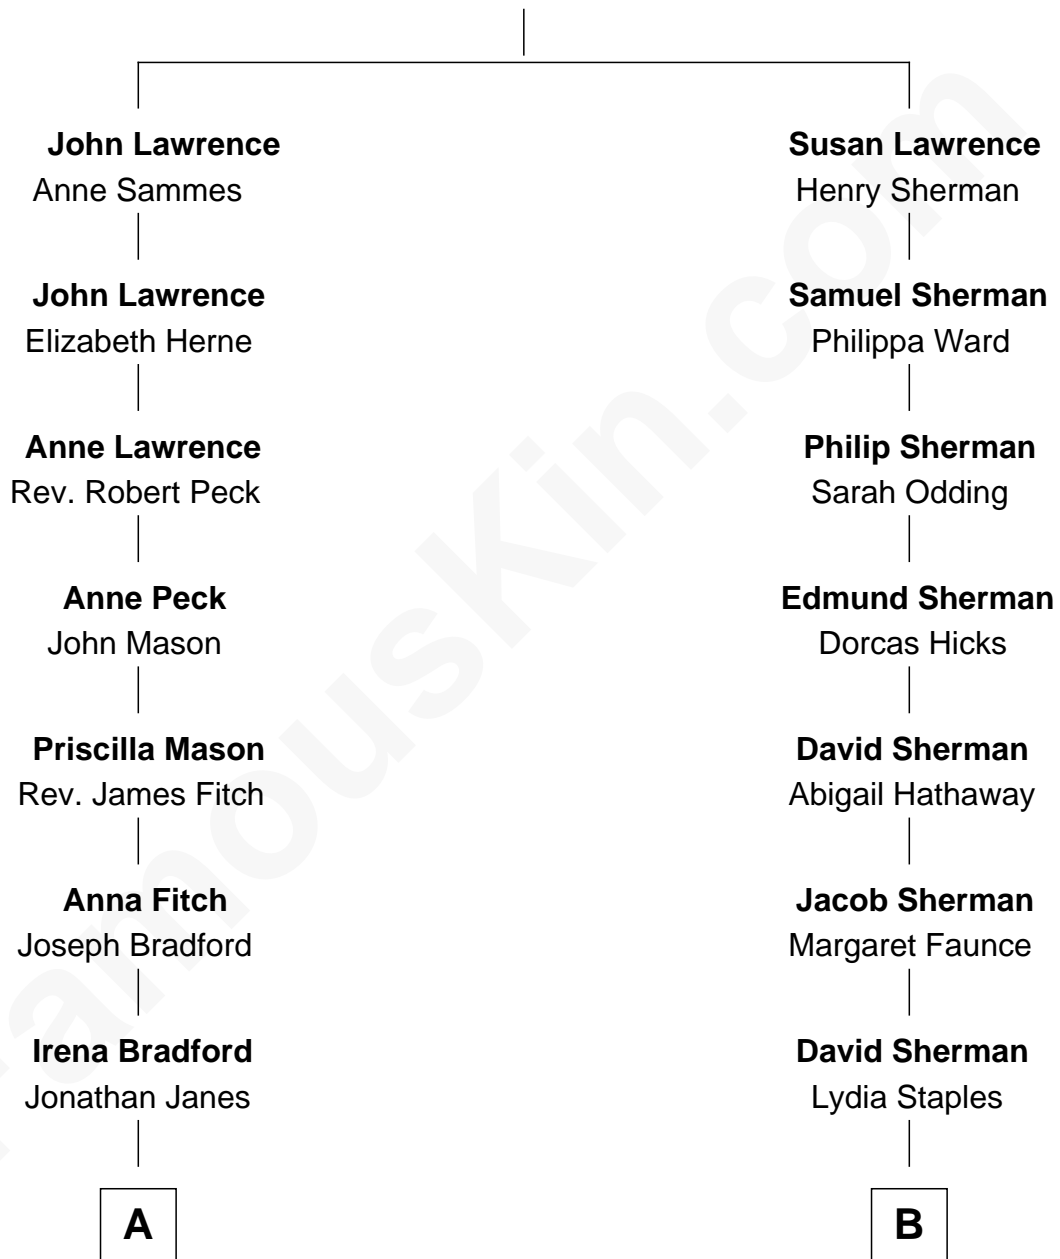 John Lawrence
Anne Sammes
John Lawrence
Elizabeth Herne
Anne Lawrence
Rev. Robert Peck
Anne Peck
John Mason
Priscilla Mason
Rev. James Fitch
Anna Fitch
Joseph Bradford
Irena Bradford
Jonathan Janes
A
Susan Lawrence
Henry Sherman
Samuel Sherman
Philippa Ward
Philip Sherman
Sarah Odding
Edmund Sherman
Dorcas Hicks
David Sherman
Abigail Hathaway
Jacob Sherman
Margaret Faunce
David Sherman
Lydia Staples
B
FamousKin.com